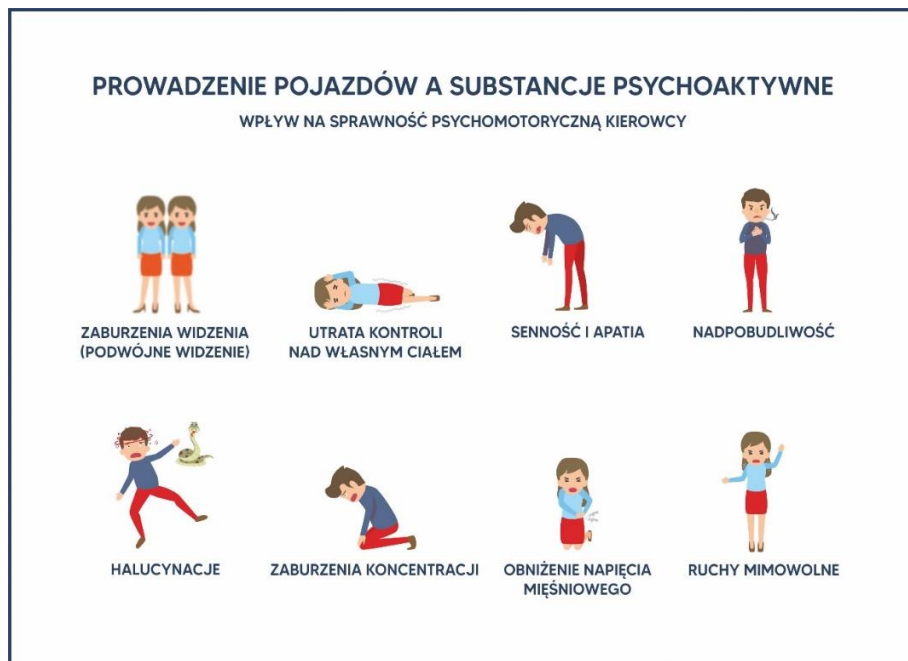 PROWADZENIE POJAZDÓW A SUBSTANCJE PSYCHOAKTYWNE
WPŁYW NA SPRAWNOŚĆ PSYCHOMOTORYCZNĄ KIEROWCY
ZABURZENIA WIDZENIA
(PODWÓJNE WIDZENIE)
UTRATA KONTROLI
NAD WŁASNYM CIAŁEM
SENNOŚĆ I APATIA
NADPOBUDLIWOŚĆ
HALUCYNACJE
ZABURZENIA KONCENTRACJI
OBNIŻENIE NAPIĘCIA
MIĘŚNIOWEGO
RUCHY MIMOWOLNE